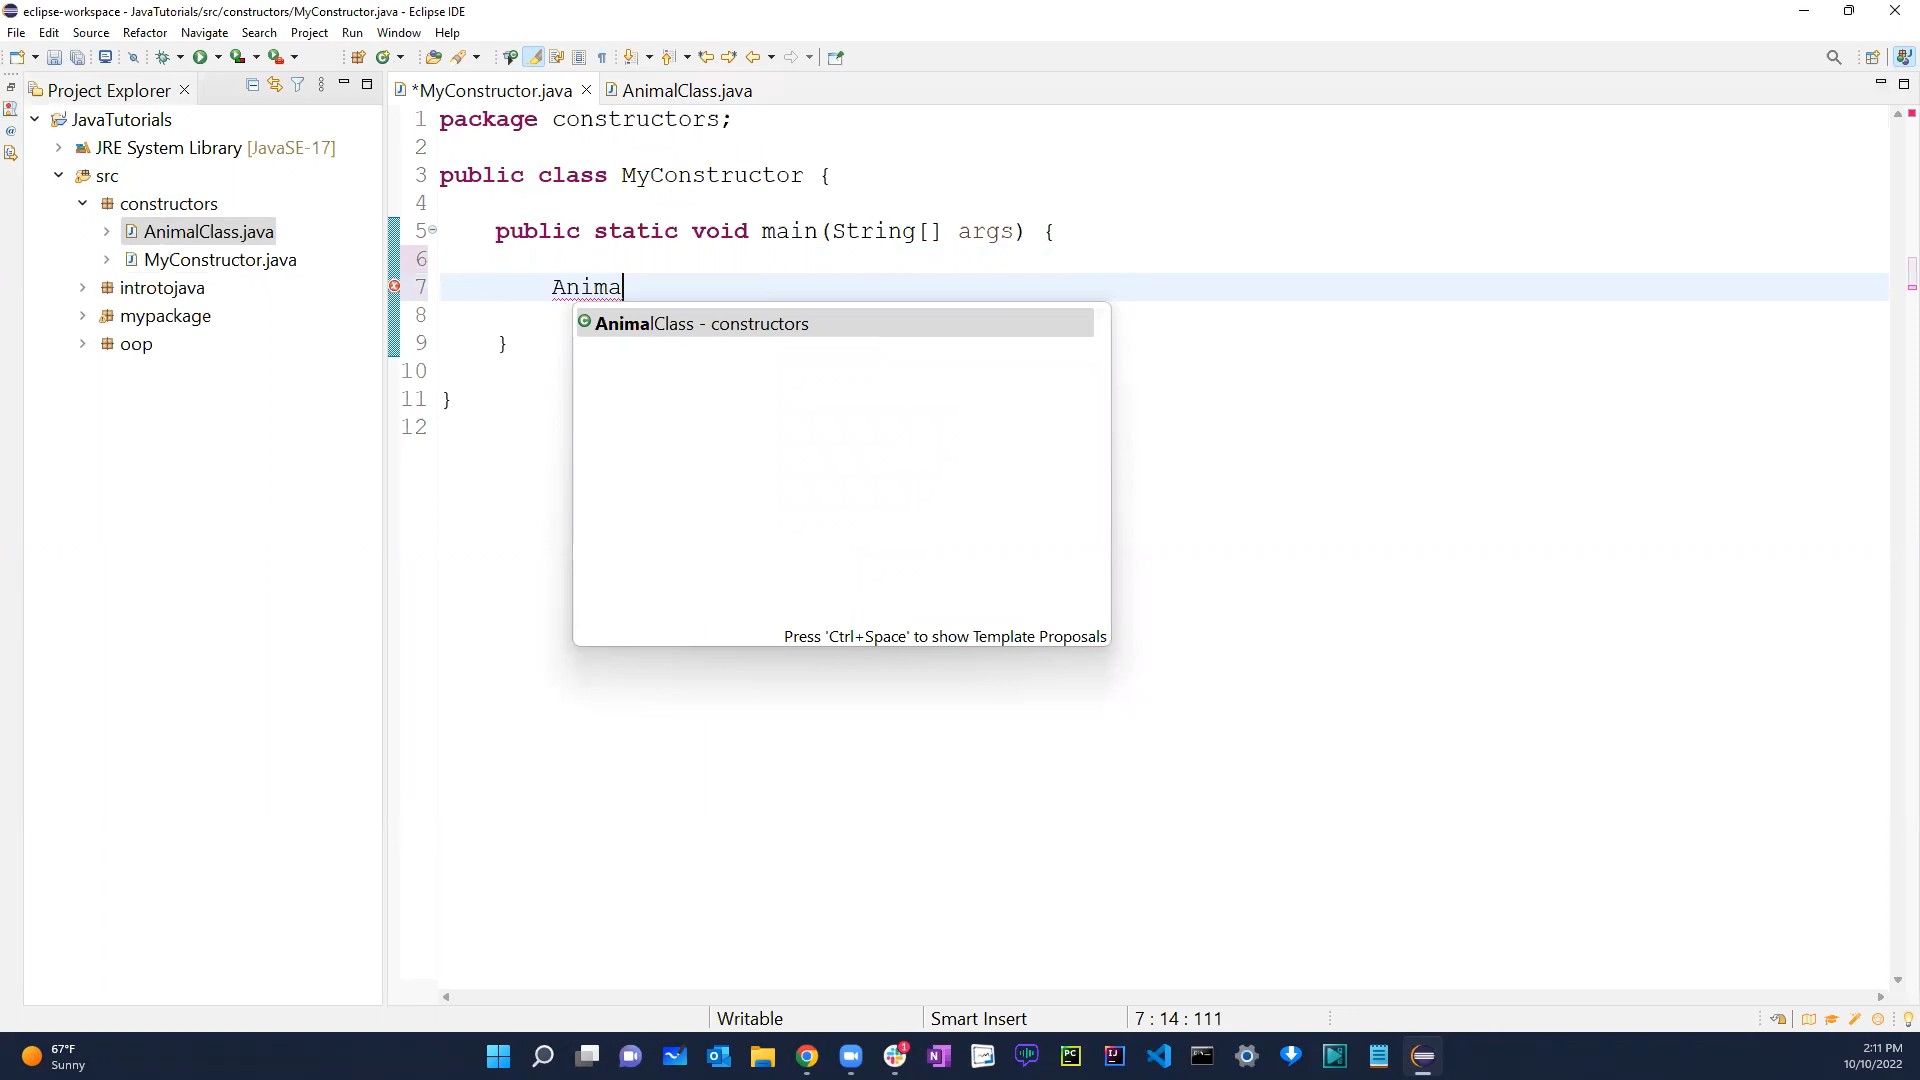 eclipse-workspace - JavaTutorials/src/constructors/MyConstructor.java - Eclipse IDE
File Edit Source Refactor Navigate Search Project Run Window Help
Project Explorer
*MyConstructor.java
AnimalClass.java
JavaTutorials
JRE System Library [JavaSE-17]
src
constructors
AnimalClass.java
MyConstructor.java
introtojava
mypackage
oop
1 package constructors;
2
3 public class MyConstructor {
4
5 public static void main(String[] args) {
6
7 Anima
8
9 }
10
11 }
12
AnimalClass - constructors
Press 'Ctrl+Space' to show Template Proposals
Writable
Smart Insert
7 : 14 : 111
67°F
Sunny
1
N
PC
IJ
2:11 PM
10/10/2022